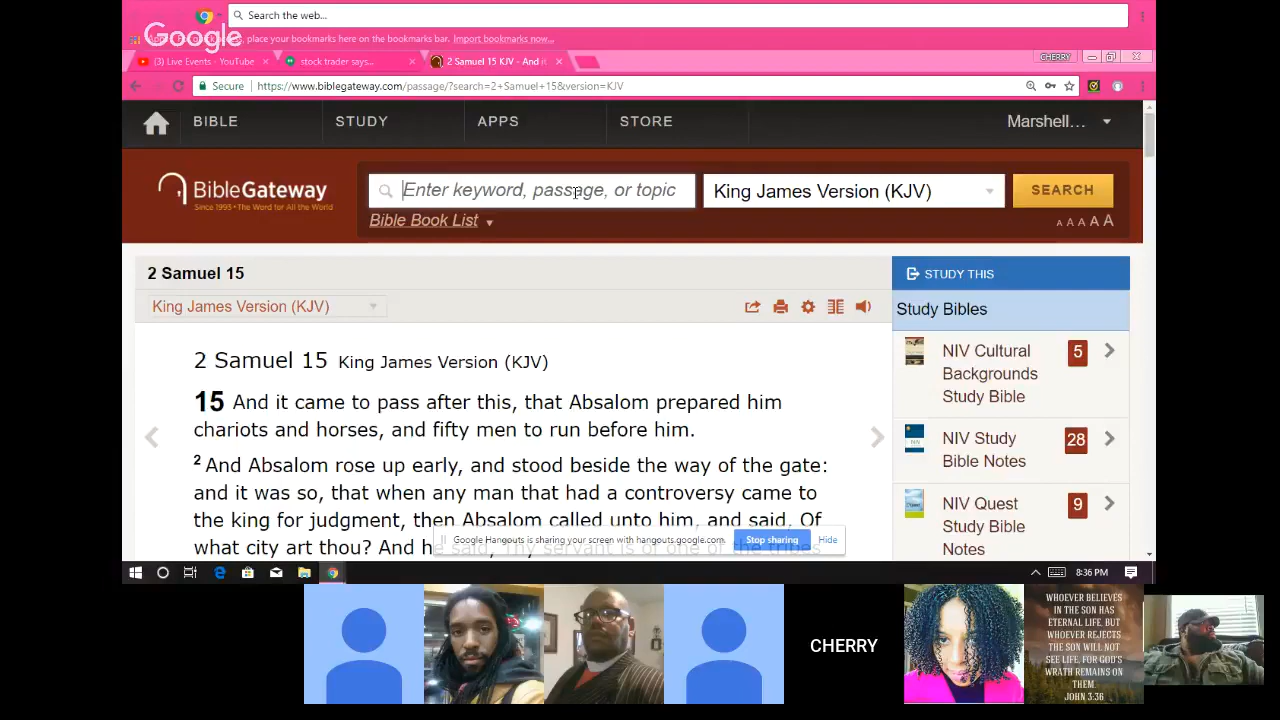 Search the web...
Google
place your bookmarks here on the bookmarks bar. Import bookmarks now...
(3) Live Events - YouTube
stock trader says...
2 Samuel 15 KJV - And it
CHERRY
Secure
https://www.biblegateway.com/passage/?search=2+Samuel+15&version=KJV
BIBLE
STUDY
APPS
STORE
Marshell...
BibleGateway
Since 1993 • The Word for All the World
Enter keyword, passage, or topic
King James Version (KJV)
SEARCH
Bible Book List
A A A A A
2 Samuel 15
King James Version (KJV)
2 Samuel 15 King James Version (KJV)
15 And it came to pass after this, that Absalom prepared him
chariots and horses, and fifty men to run before him.
2 And Absalom rose up early, and stood beside the way of the gate:
and it was so, that when any man that had a controversy came to
the king for judgment, then Absalom called unto him, and said, Of
what city art thou? And he said, Thy servant is of one of the tribes
STUDY THIS
Study Bibles
NIV Cultural
Backgrounds
Study Bible
5
NIV Study
Bible Notes
28
NIV Quest
Study Bible
Notes
9
Google Hangouts is sharing your screen with hangouts.google.com.
Stop sharing
Hide
8:36 PM
CHERRY
WHOEVER BELIEVES
IN THE SON HAS
ETERNAL LIFE, BUT
WHOEVER REJECTS
THE SON WILL NOT
SEE LIFE, FOR GOD'S
WRATH REMAINS ON
THEM.
JOHN 3:36